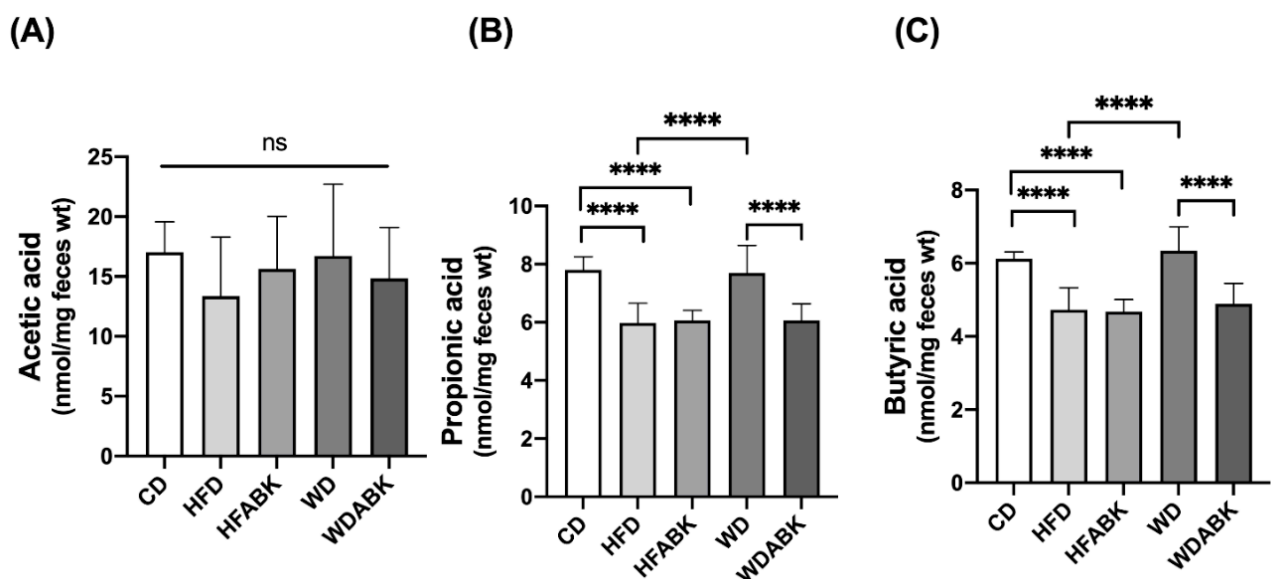 (A)
(B)
(C)
Acetic acid
(nmol/mg feces wt)
25
20
15
10
5
0
ns
CD
HFD
HFABK
WD
WDABK
Propionic acid
(nmol/mg feces wt)
10
8
6
4
2
0
****
****
****
****
CD
HFD
HFABK
WD
WDABK
Butyric acid
(nmol/mg feces wt)
8
6
4
2
0
****
****
****
****
CD
HFD
HFABK
WD
WDABK